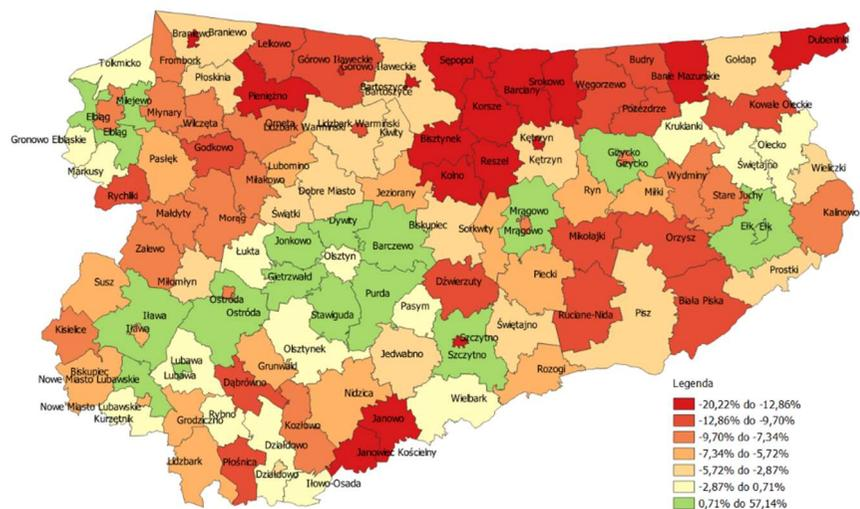 Braniewo
Braniewo
Lelkowo
Frombork
Tolkmicko
Płoskinia
Górowo Iławeckie
Górowo Iławeckie
Bartoszyce
Bartoszyce
Sępopol
Budry
Banie Mazurskie
Gołdap
Dubeninki
Elbląg
Elbląg
Milejewo
Młynary
Wilczęta
Pieniężno
Orneta
Lidzbark Warmiński
Lidzbark Warmiński
Kiwity
Korsze
Barciany
Srokowo
Węgorzewo
Pozezdrze
Kruklanki
Kowale Oleckie
Gronowo Elbląskie
Markusy
Pasłęk
Godkowo
Lubomino
Bisztynek
Reszel
Kolno
Kętrzyn
Kętrzyn
Giżycko
Giżycko
Olecko
Świętajno
Wieliczki
Rychliki
Miłakowo
Dobre Miasto
Jeziorany
Ryn
Miłki
Wydminy
Stare Juchy
Kalinowo
Małdyty
Morąg
Świątki
Dywity
Biskupiec
Sorkwity
Mrągowo
Mrągowo
Mikołajki
Orzysz
Ełk
Ełk
Zalewo
Łukta
Jonkowo
Olsztyn
Barczewo
Prostki
Susz
Miłomłyn
Gietrzwałd
Purda
Dźwierzuty
Piecki
Ostróda
Ostróda
Stawiguda
Pasym
Ruciane-Nida
Pisz
Biała Piska
Kisielice
Iława
Iława
Olsztynek
Jedwabno
Szczytno
Szczytno
Świętajno
Rozogi
Biskupiec
Nowe Miasto Lubawskie
Nowe Miasto Lubawskie
Kurzętnik
Lubawa
Lubawa
Dąbrówno
Grunwald
Nidzica
Wielbark
Grodziczno
Rybno
Kozłowo
Janowo
Janowiec Kościelny
Lidzbark
Płośnica
Działdowo
Działdowo
Iłowo-Osada
Legenda
-20,22% do -12,86%
-12,86% do -9,70%
-9,70% do -7,34%
-7,34% do -5,72%
-5,72% do -2,87%
-2,87% do 0,71%
0,71% do 57,14%